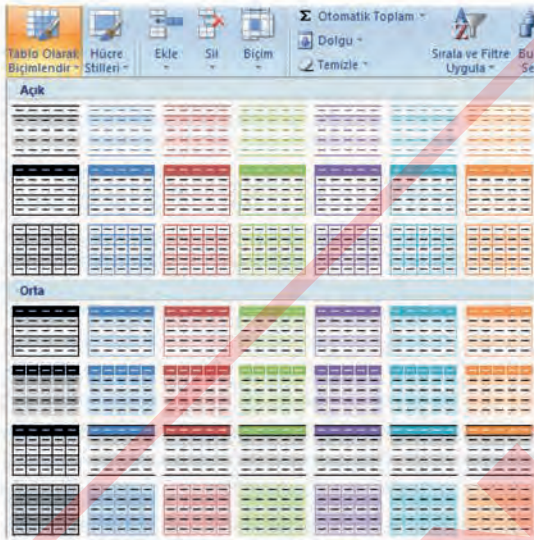 Tablo Olarak Biçimlendir
Hücre Stilleri
Ekle
Sil
Biçim
Σ Otomatik Toplam
Dolgu
Temizle
Sırala ve Filtre Uygula
Açık
Orta